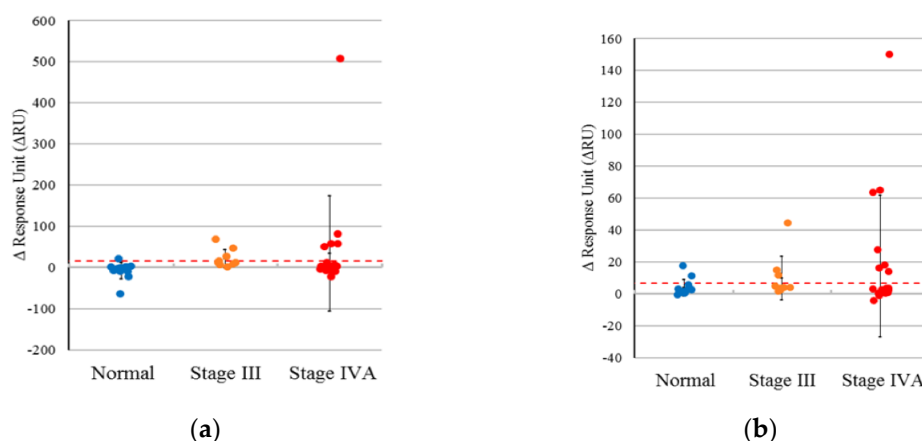 600
500
400
300
200
100
0
-100
-200
Δ Response Unit (ΔRU)
Normal
Stage III
Stage IVA
(a)
160
140
120
100
80
60
40
20
0
-20
-40
Δ Response Unit (ΔRU)
Normal
Stage III
Stage IVA
(b)